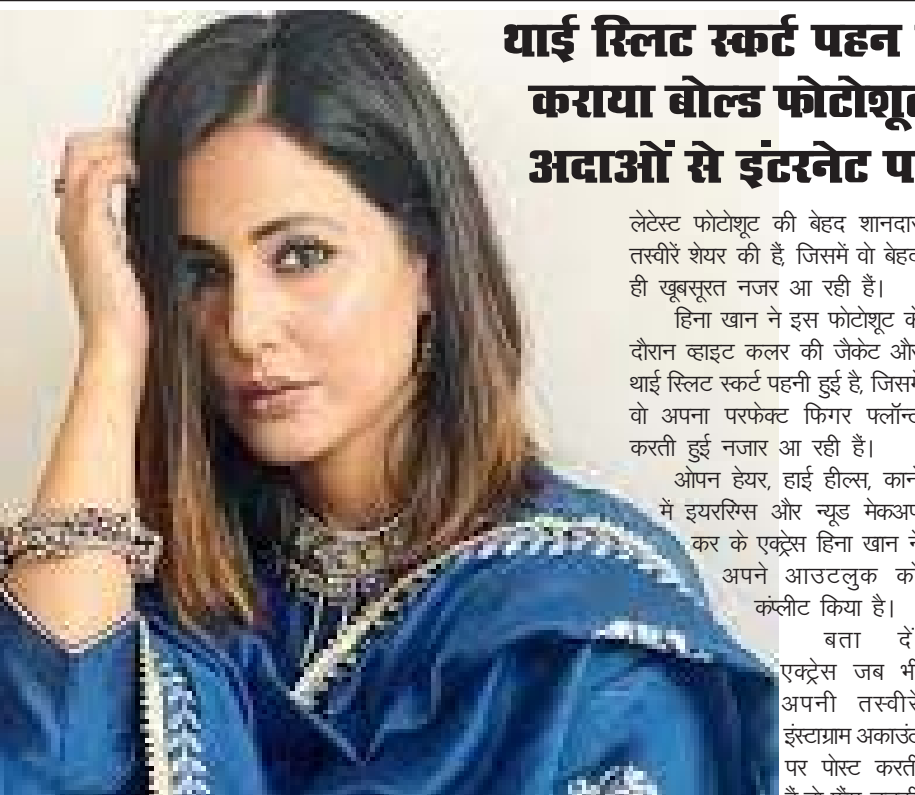 थाई स्लिट स्कर्ट पहन
कराया बोल्ड फोटोशूट
अदाओं से इंटरनेट प
लेटेस्ट फोटोशूट की बेहद शानदार
तस्वीरें शेयर की हैं, जिसमें वो बेहद
ही खूबसूरत नजर आ रही हैं।
हिना खान ने इस फोटोशूट के
दौरान व्हाइट कलर की जैकेट और
थाई स्लिट स्कर्ट पहनी हुई है, जिसमें
वो अपना परफेक्ट फिगर फ्लॉन्ट
करती हुई नजार आ रही हैं।
ओपन हेयर, हाई हील्स, कानों
में इयररिंग्स और न्यूड मेकअप
कर के एक्ट्रेस हिना खान ने
अपने आउटलुक को
कंप्लीट किया है।
बता दें
एक्ट्रेस जब भी
अपनी तस्वीरें
इंस्टाग्राम अकाउंट
पर पोस्ट करती